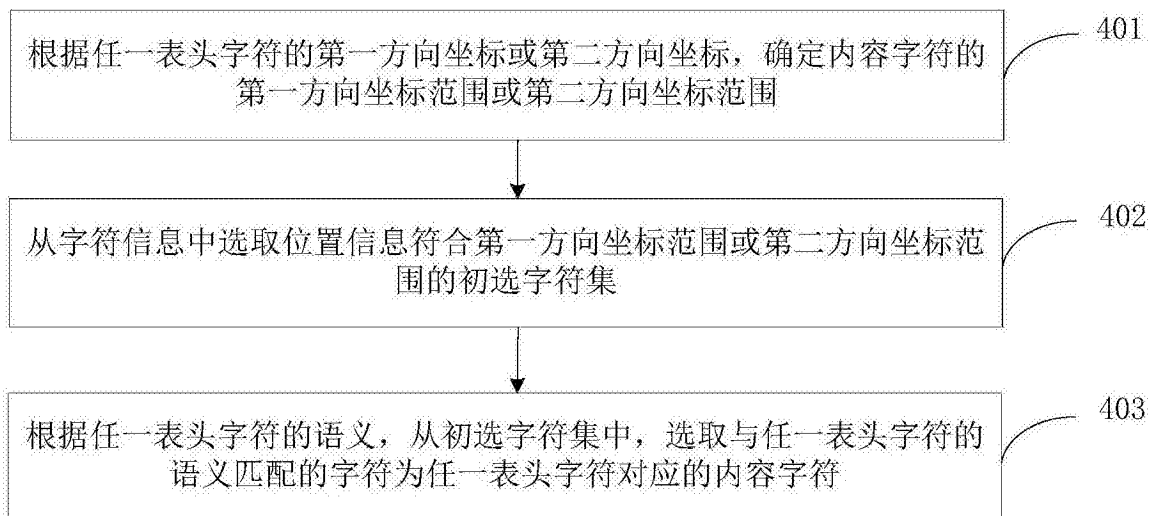 根据任一表头字符的第一方向坐标或第二方向坐标，确定内容字符的
第一方向坐标范围或第二方向坐标范围
401
从字符信息中选取位置信息符合第一方向坐标范围或第二方向坐标范
围的初选字符集
402
根据任一表头字符的语义，从初选字符集中，选取与任一表头字符的
语义匹配的字符为任一表头字符对应的内容字符
403